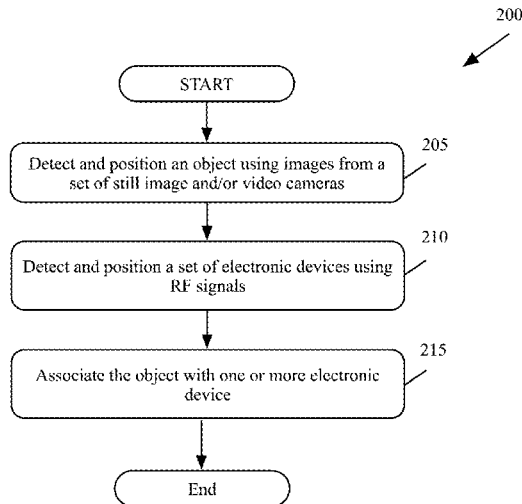 200
START
205
Detect and position an object using images from a
set of still image and/or video cameras
210
Detect and position a set of electronic devices using
RF signals
215
Associate the object with one or more electronic
device
End